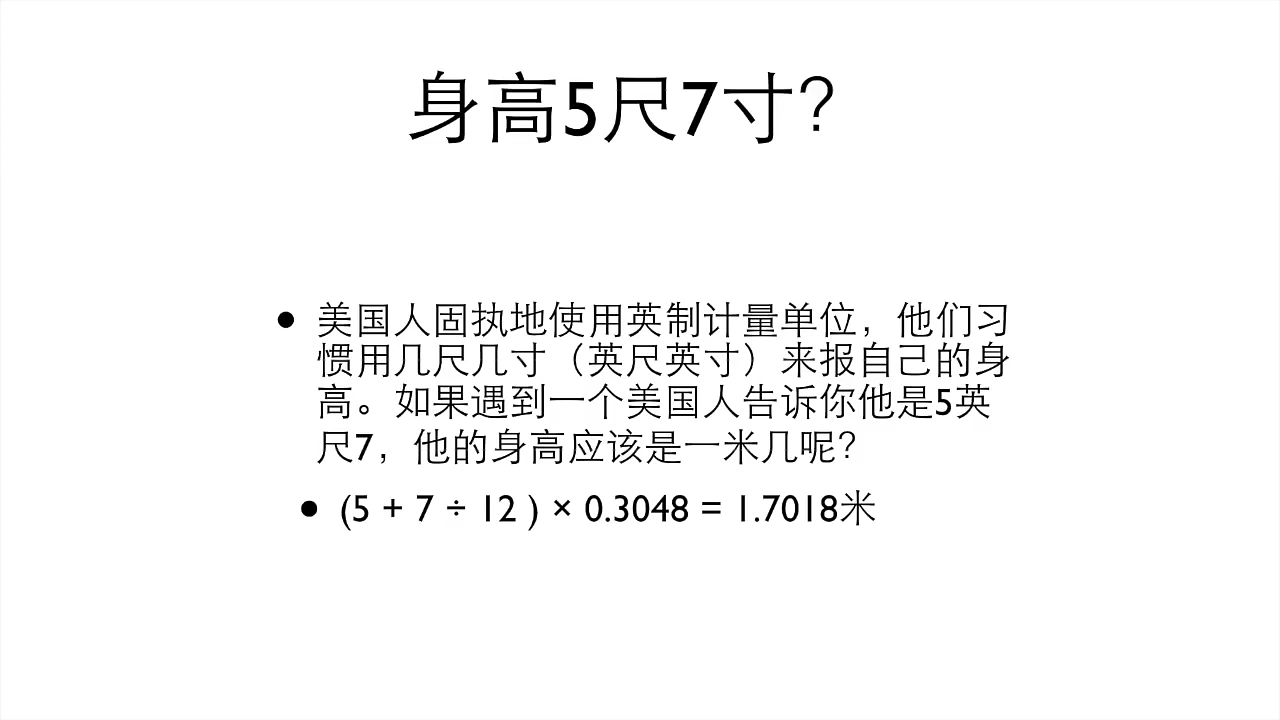 身高5尺7寸？
• 美国人固执地使用英制计量单位，他们习
惯用几尺几寸（英尺英寸）来报自己的身
高。如果遇到一个美国人告诉你他是5英
尺7，他的身高应该是一米几呢？
• (5 + 7 ÷ 12 ) × 0.3048 = 1.7018米